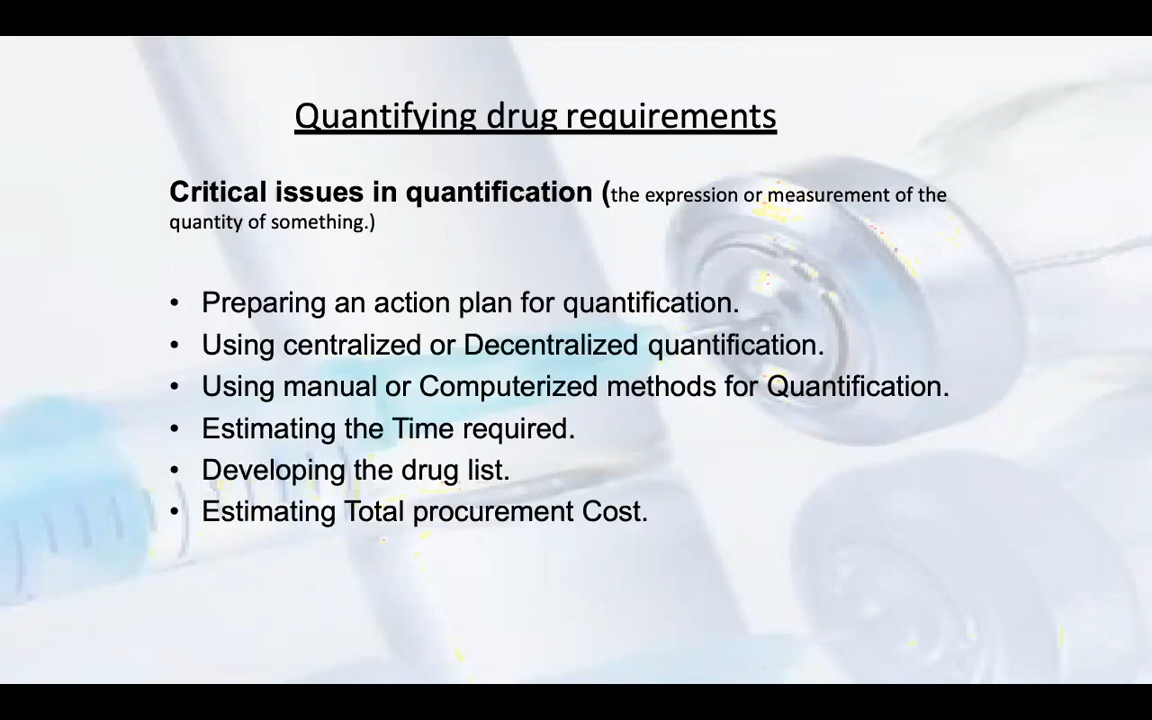 Quantifying drug requirements
Critical issues in quantification (the expression or measurement of the
quantity of something.)
• Preparing an action plan for quantification.
• Using centralized or Decentralized quantification.
• Using manual or Computerized methods for Quantification.
• Estimating the Time required.
• Developing the drug list.
• Estimating Total procurement Cost.